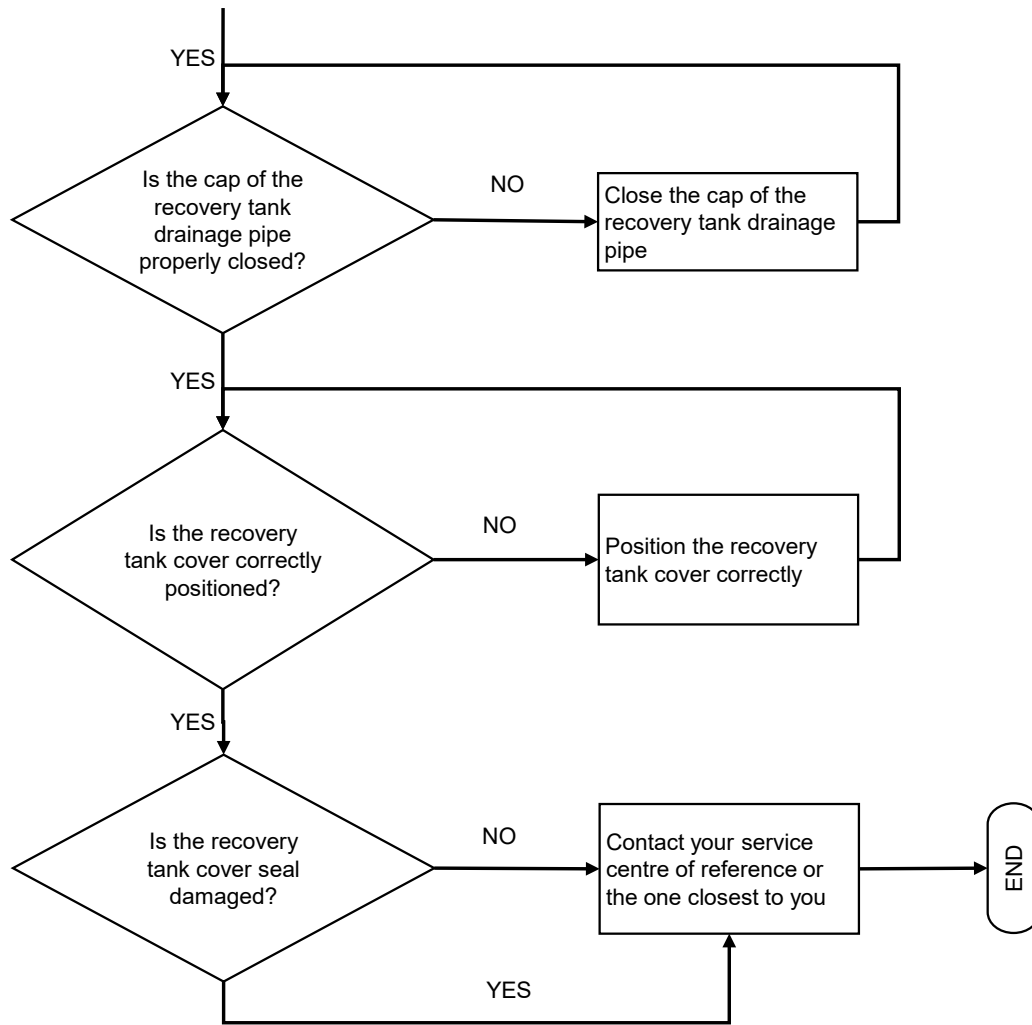 YES
Is the cap of the
recovery tank
drainage pipe
properly closed?
NO
Close the cap of the
recovery tank drainage
pipe
YES
Is the recovery
tank cover correctly
positioned?
NO
Position the recovery
tank cover correctly
YES
Is the recovery
tank cover seal
damaged?
NO
Contact your service
centre of reference or
the one closest to you
END
YES